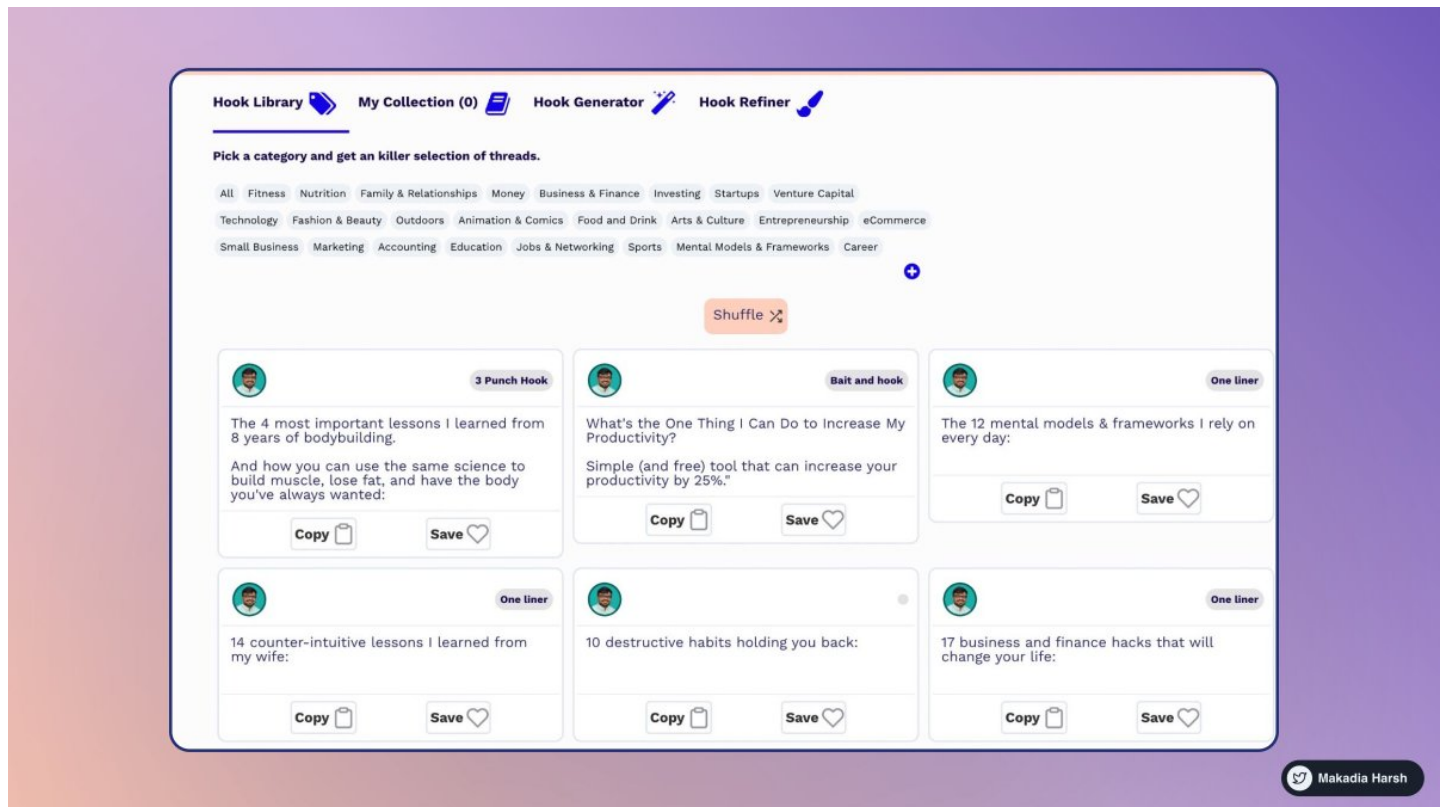 Hook Library
My Collection (0)
Hook Generator
Hook Refiner
Pick a category and get an killer selection of threads.
All Fitness Nutrition Family & Relationships Money Business & Finance Investing Startups Venture Capital
Technology Fashion & Beauty Outdoors Animation & Comics Food and Drink Arts & Culture Entrepreneurship eCommerce
Small Business Marketing Accounting Education Jobs & Networking Sports Mental Models & Frameworks Career
Shuffle
3 Punch Hook
The 4 most important lessons I learned from
8 years of bodybuilding.
And how you can use the same science to
build muscle, lose fat, and have the body
you've always wanted:
Copy
Save
Bait and hook
What's the One Thing I Can Do to Increase My
Productivity?
Simple (and free) tool that can increase your
productivity by 25%."
Copy
Save
One liner
The 12 mental models & frameworks I rely on
every day:
Copy
Save
One liner
14 counter-intuitive lessons I learned from
my wife:
Copy
Save
10 destructive habits holding you back:
Copy
Save
One liner
17 business and finance hacks that will
change your life:
Copy
Save
Makadia Harsh